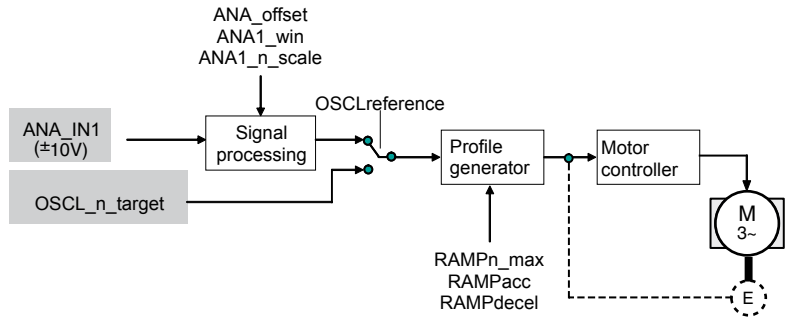 ANA_offset
ANA1_win
ANA1_n_scale
OSCLreference
ANA_IN1
(±10V)
Signal
processing
Profile
generator
Motor
controller
OSCL_n_target
M
3~
RAMPn_max
RAMPacc
RAMPdecel
E